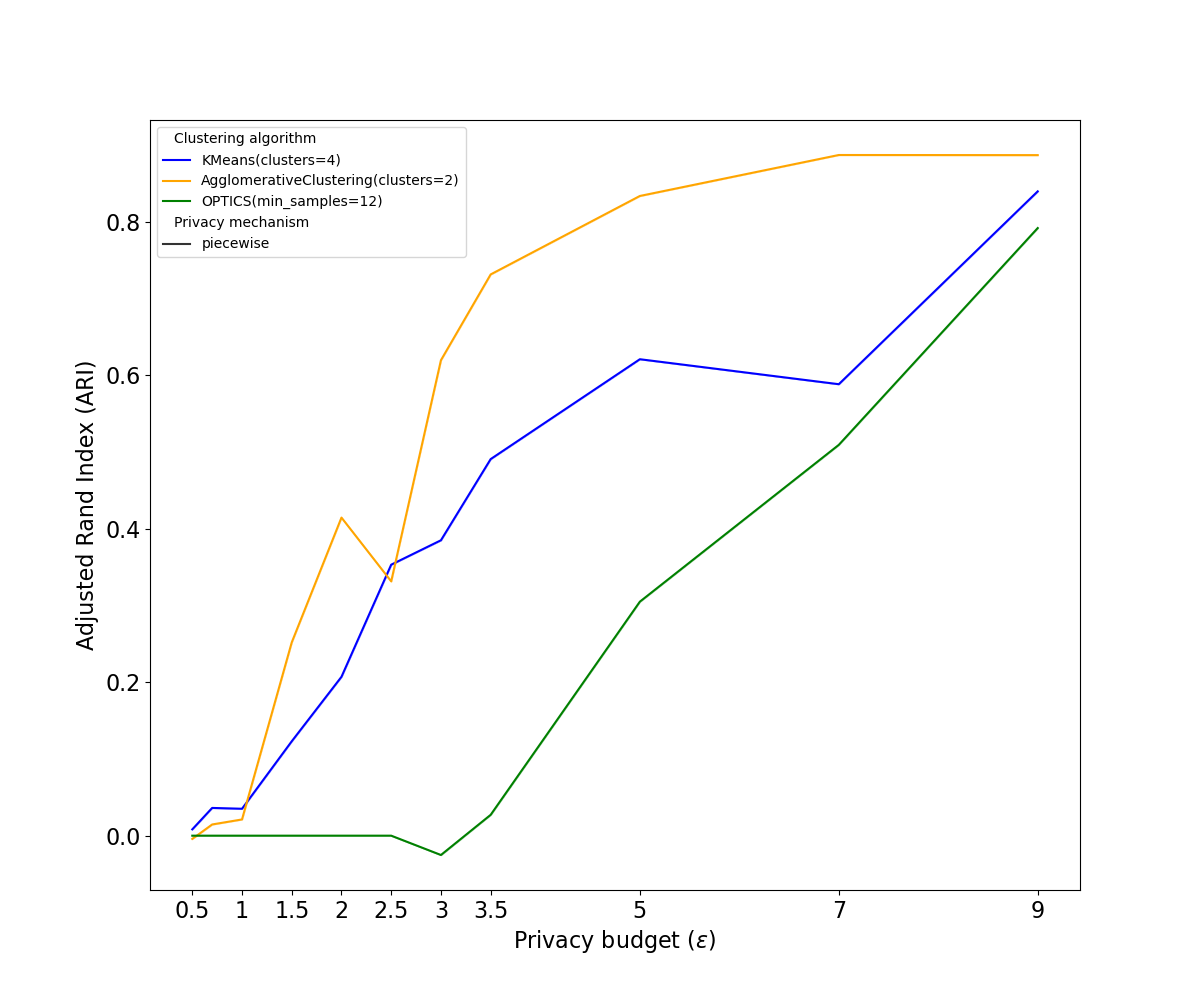 Clustering algorithm
KMeans(clusters=4)
AgglomerativeClustering(clusters=2)
OPTICS(min_samples=12)
Privacy mechanism
piecewise
Adjusted Rand Index (ARI)
0.8
0.6
0.4
0.2
0.0
0.5 1 1.5 2 2.5 3 3.5 5 7 9
Privacy budget (ε)